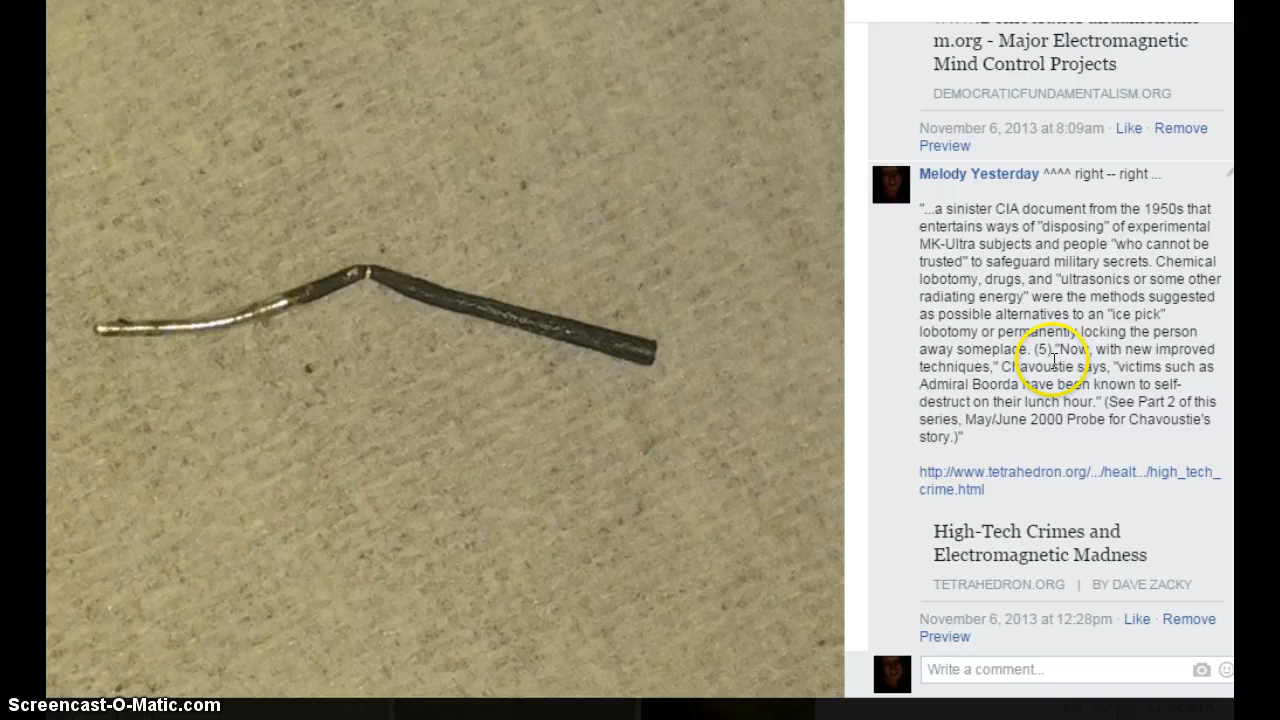 m.org - Major Electromagnetic
Mind Control Projects
DEMOCRATICFUNDAMENTALISM.ORG
November 6, 2013 at 8:09am · Like · Remove
Preview
Melody Yesterday ^^^^ right -- right ...
"...a sinister CIA document from the 1950s that
entertains ways of "disposing" of experimental
MK-Ultra subjects and people "who cannot be
trusted" to safeguard military secrets. Chemical
lobotomy, drugs, and "ultrasonics or some other
radiating energy" were the methods suggested
as possible alternatives to an "ice pick"
lobotomy or permanently locking the person
away someplace. (5) "Now, with new improved
techniques," Chavoustie says, "victims such as
Admiral Boorda have been known to self-
destruct on their lunch hour." (See Part 2 of this
series, May/June 2000 Probe for Chavoustie's
story.)"
http://www.tetrahedron.org/.../healt.../high_tech_
crime.html
High-Tech Crimes and
Electromagnetic Madness
TETRAHEDRON.ORG | BY DAVE ZACKY
November 6, 2013 at 12:28pm · Like · Remove
Preview
Write a comment...
Search
Screencast-O-Matic.com